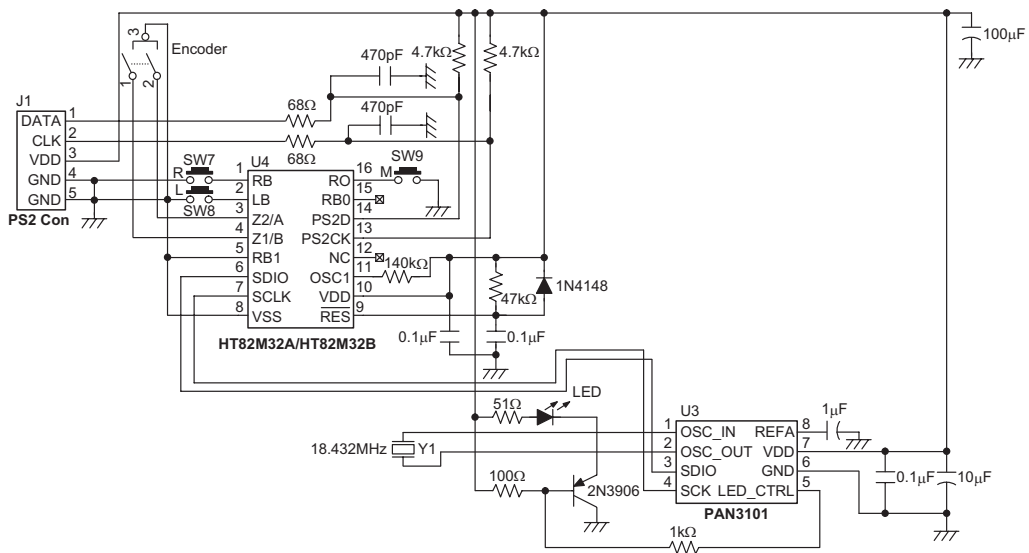 3
Encoder
1
2
470pF
4.7kΩ
4.7kΩ
100µF
J1
DATA
1
CLK
2
VDD
3
GND
4
GND
5
PS2 Con
68Ω
470pF
68Ω
SW7
R
L
SW8
U4
SW9
M
1
RB
RO
16
2
LB
RB0
15
3
Z2/A
PS2D
14
4
Z1/B
PS2CK
13
5
RB1
NC
12
6
SDIO
OSC1
11
7
SCLK
VDD
10
8
VSS
RES
9
HT82M32A/HT82M32B
140kΩ
47kΩ
1N4148
0.1µF
0.1µF
LED
51Ω
18.432MHz
Y1
100Ω
2N3906
1kΩ
U3
1
OSC_IN
REFA
8
2
OSC_OUT
VDD
7
3
SDIO
GND
6
4
SCK
LED_CTRL
5
PAN3101
1µF
0.1µF
10µF